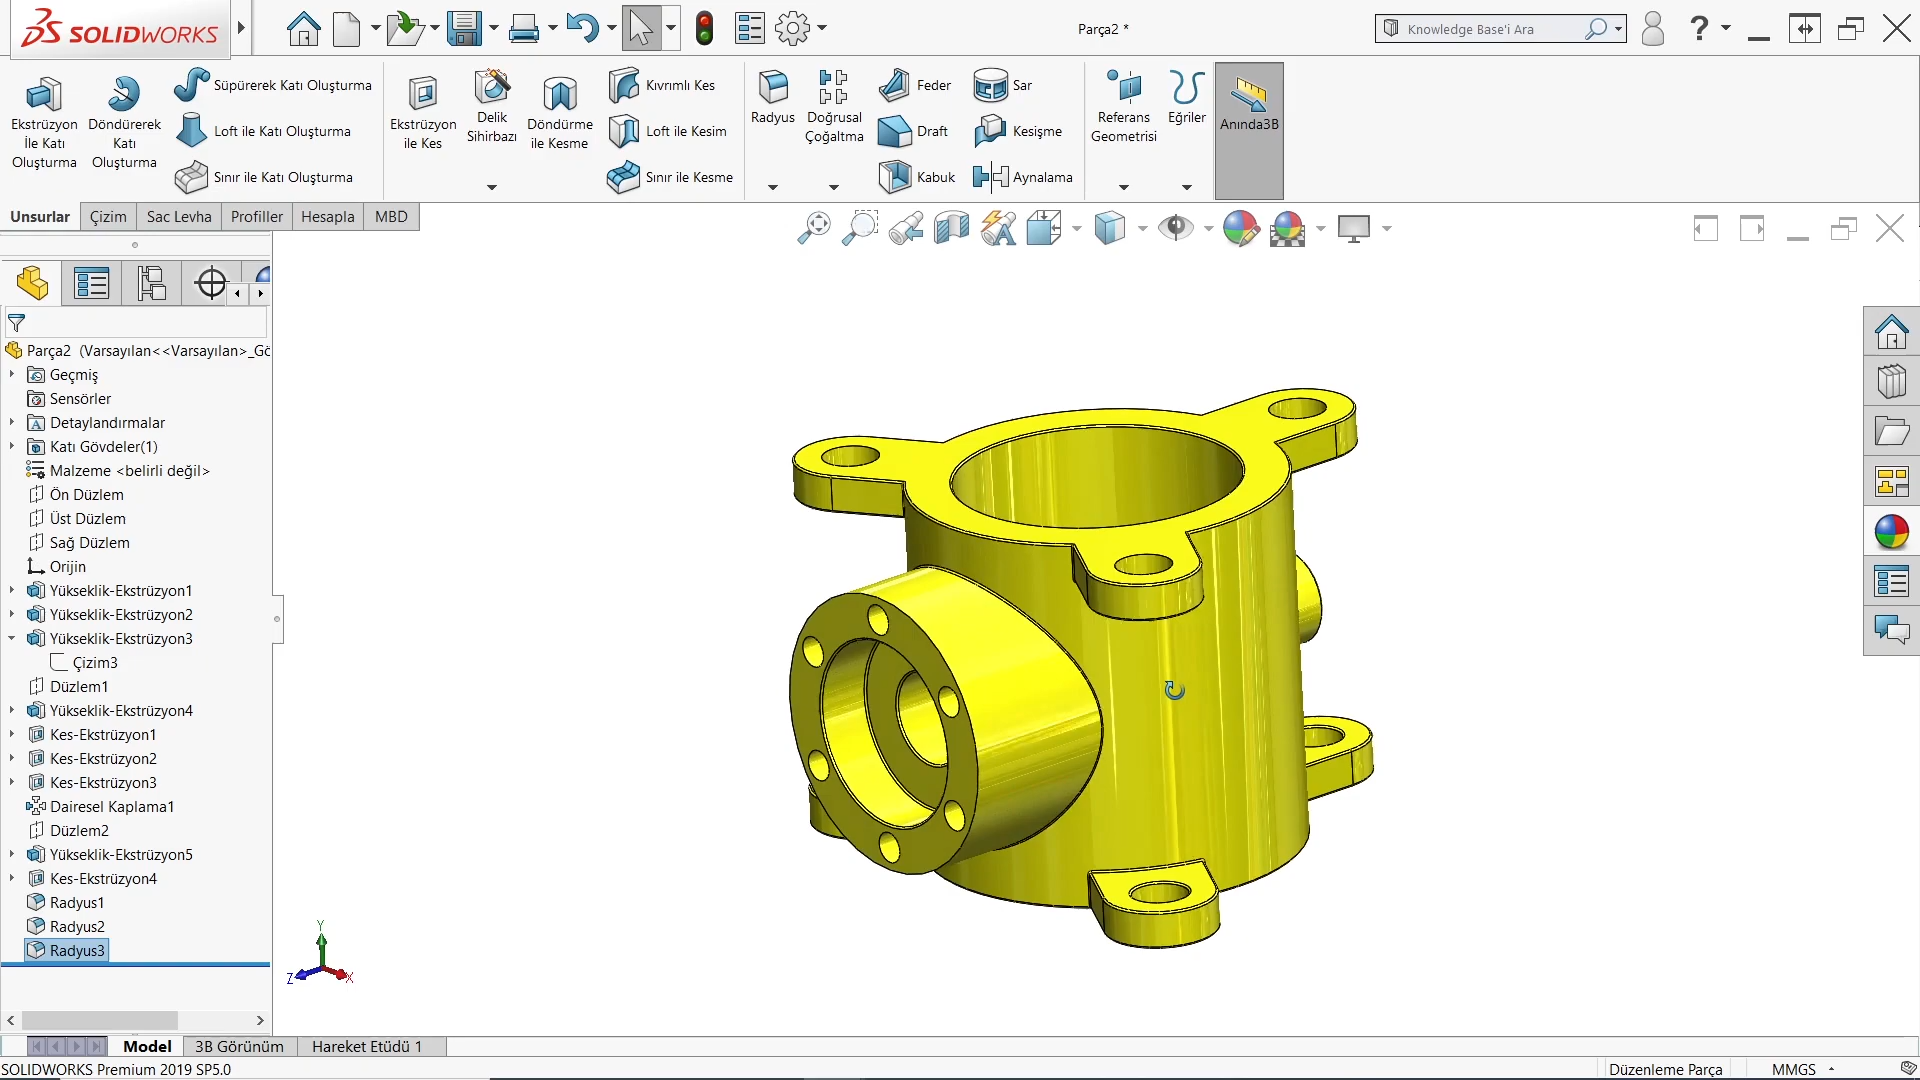 SOLIDWORKS
Parça2 *
Knowledge Base'i Ara
?
Ekstrüzyon
İle Katı
Oluşturma
Döndürerek
Katı
Oluşturma
Süpürerek Katı Oluşturma
Loft ile Katı Oluşturma
Sınır ile Katı Oluşturma
Ekstrüzyon
ile Kes
Delik
Sihirbazı
Döndürme
ile Kesme
Kıvrımlı Kes
Loft ile Kesim
Sınır ile Kesme
Radyus
Doğrusal
Çoğaltma
Feder
Draft
Kabuk
Sar
Kesişme
Aynalama
Referans
Geometrisi
Eğriler
Anında3B
Unsurlar
Çizim
Sac Levha
Profiller
Hesapla
MBD
Parça2 (Varsayılan<<Varsayılan>_Gö
Geçmiş
Sensörler
Detaylandırmalar
Katı Gövdeler(1)
Malzeme <belirli değil>
Ön Düzlem
Üst Düzlem
Sağ Düzlem
Orijin
Yükseklik-Ekstrüzyon1
Yükseklik-Ekstrüzyon2
Yükseklik-Ekstrüzyon3
Çizim3
Düzlem1
Yükseklik-Ekstrüzyon4
Kes-Ekstrüzyon1
Kes-Ekstrüzyon2
Kes-Ekstrüzyon3
Dairesel Kaplama1
Düzlem2
Yükseklik-Ekstrüzyon5
Kes-Ekstrüzyon4
Radyus1
Radyus2
Radyus3
Y
Z
X
Model
3B Görünüm
Hareket Etüdü 1
SOLIDWORKS Premium 2019 SP5.0
Düzenleme Parça
MMGS